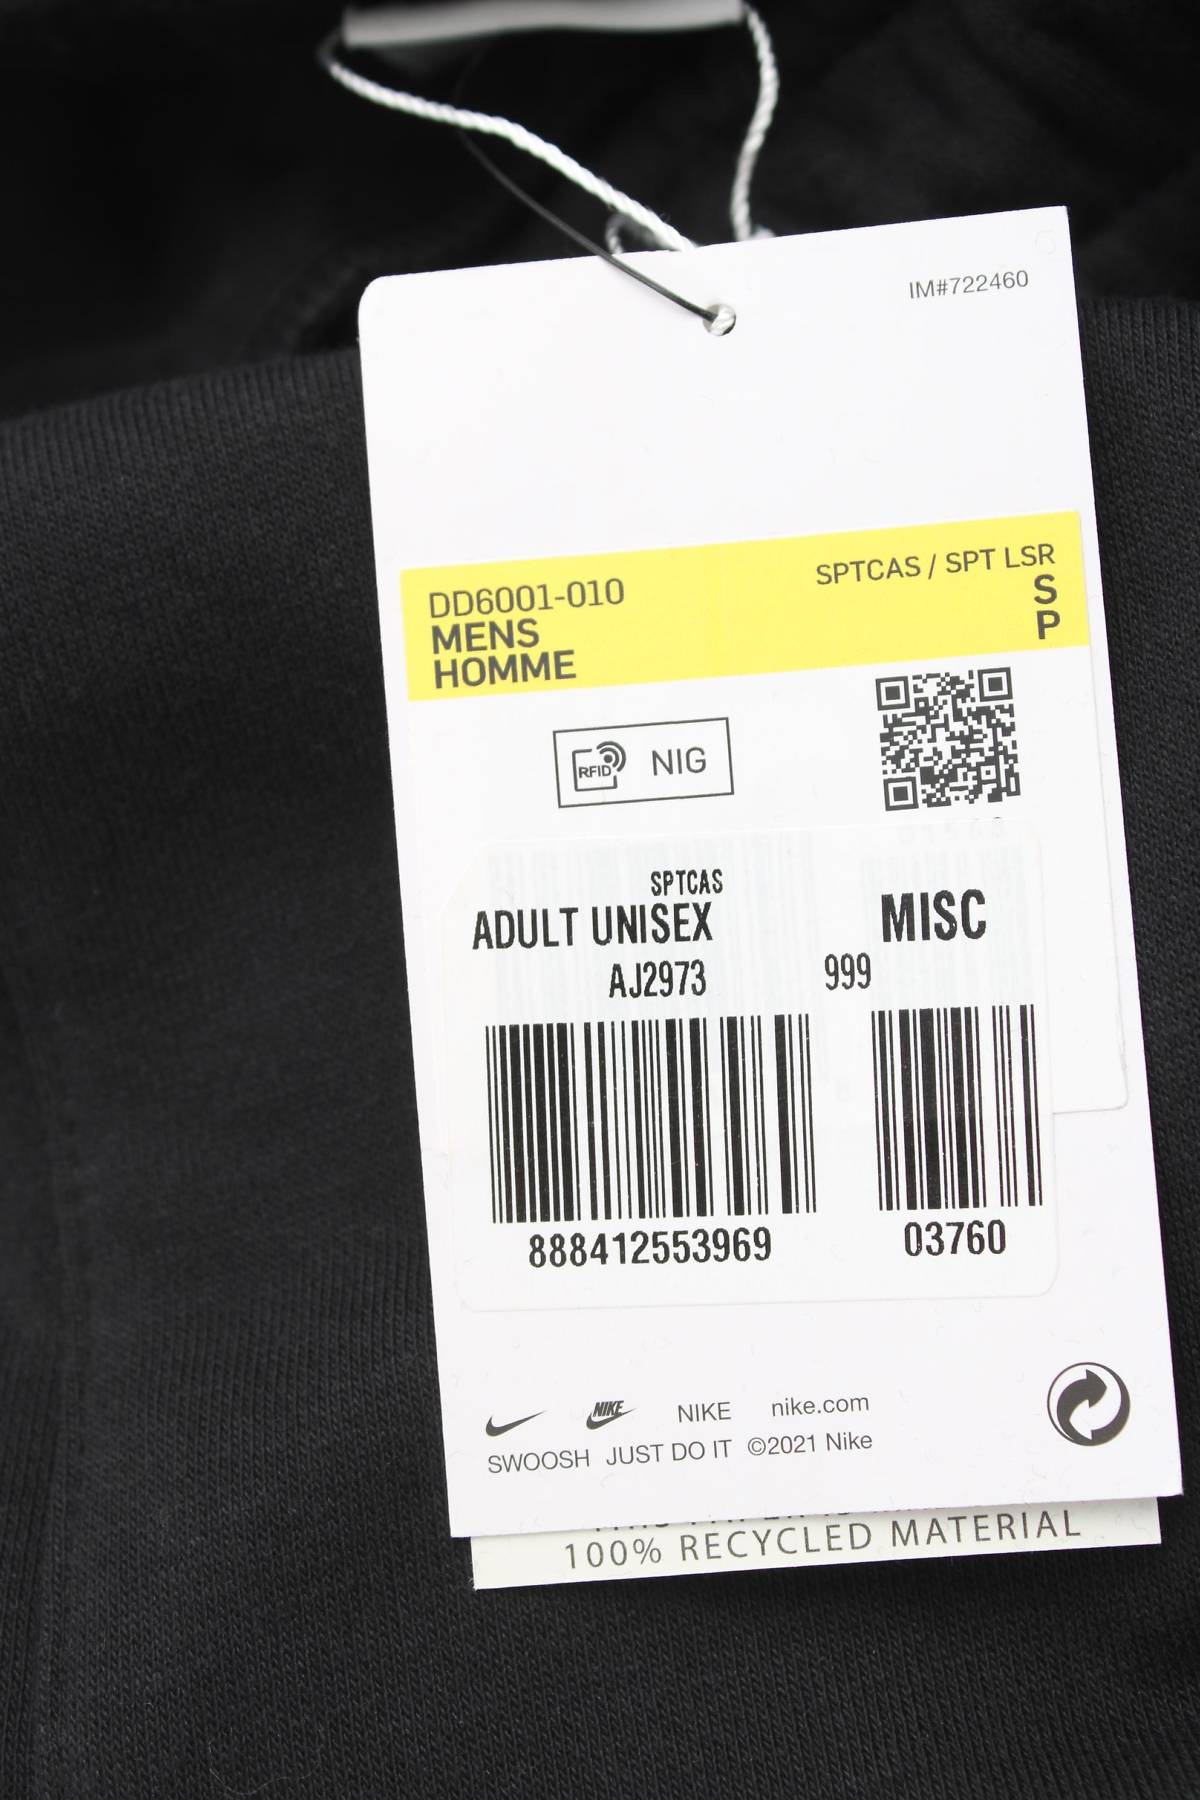 IM#722460
DD6001-010 SPTCAS / SPT LSR
MENS S
HOMME P
RFID NIG
SPTCAS
ADULT UNISEX MISC
AJ2973 999
888412553969 03760
NIKE NIKE nike.com
SWOOSH JUST DO IT ©2021 Nike
100% RECYCLED MATERIAL